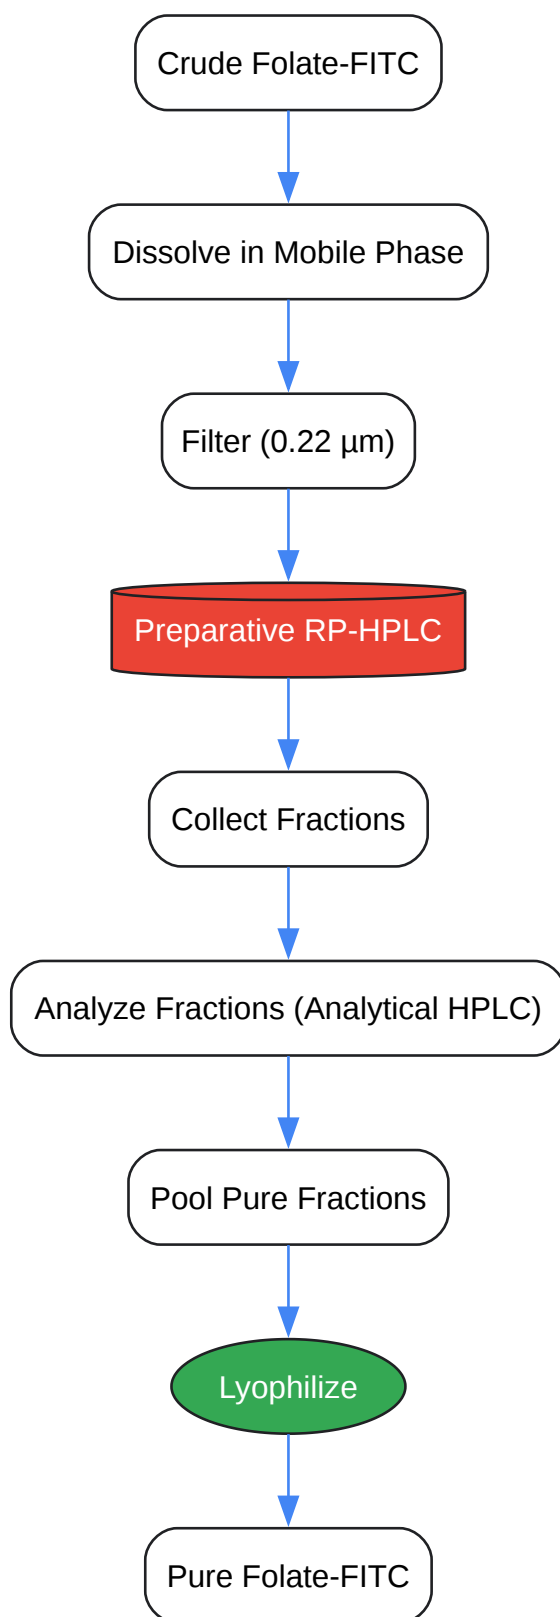 Crude Folate-FITC
Dissolve in Mobile Phase
Filter (0.22 µm)
Preparative RP-HPLC
Collect Fractions
Analyze Fractions (Analytical HPLC)
Pool Pure Fractions
Lyophilize
Pure Folate-FITC